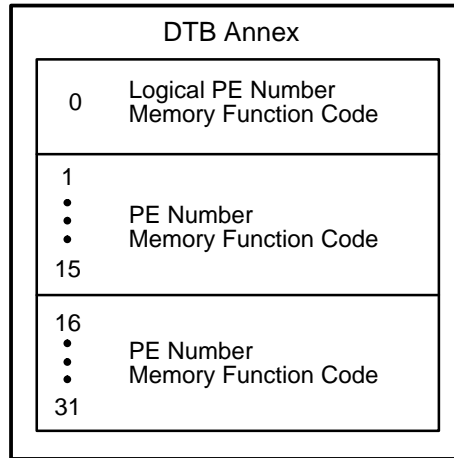 DTB Annex
0 Logical PE Number
Memory Function Code
1
PE Number
Memory Function Code
15
16
PE Number
Memory Function Code
31